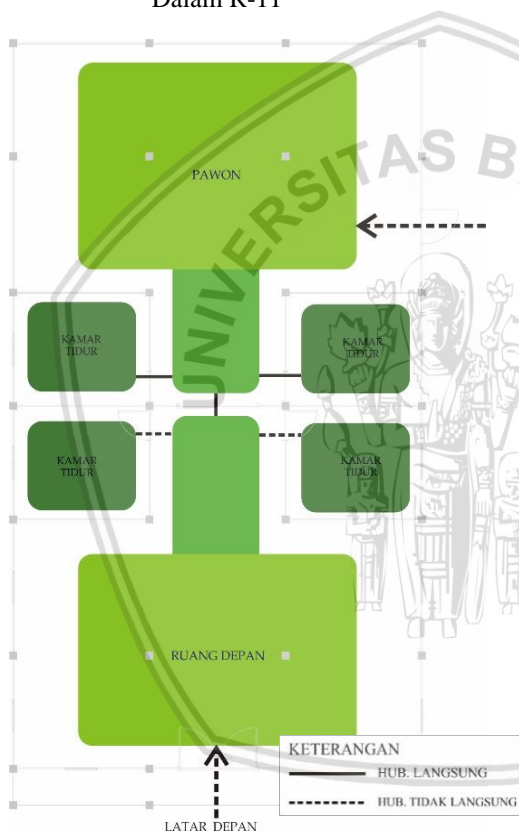 Dalam R-11
PAWON
KAMAR
TIDUR
KAMAR
TIDUR
KAMAR
TIDUR
KAMAR
TIDUR
RUANG DEPAN
KETERANGAN
HUB. LANGSUNG
HUB. TIDAK LANGSUNG
LATAR DEPAN
UNIVERSITAS B